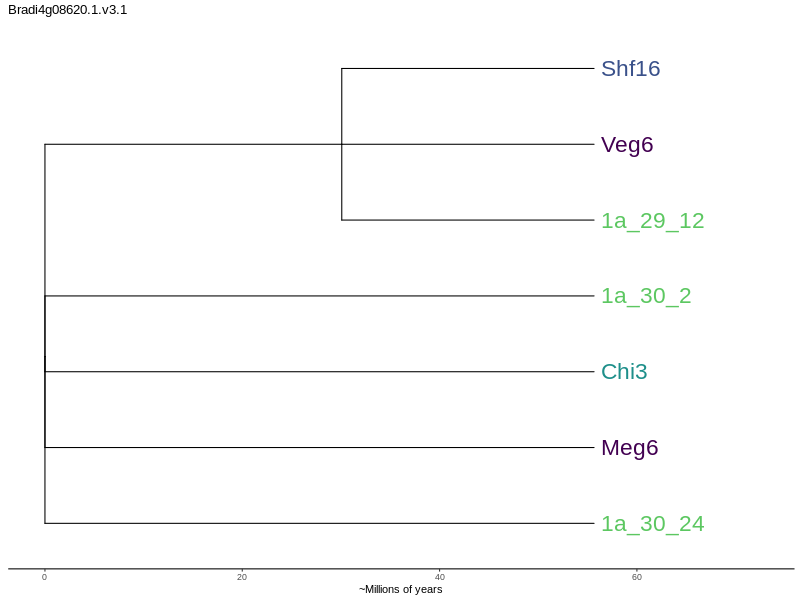 Bradi4g08620.1.v3.1
Shf16
Veg6
1a_29_12
1a_30_2
Chi3
Meg6
1a_30_24
0 20 40 60
~Millions of years